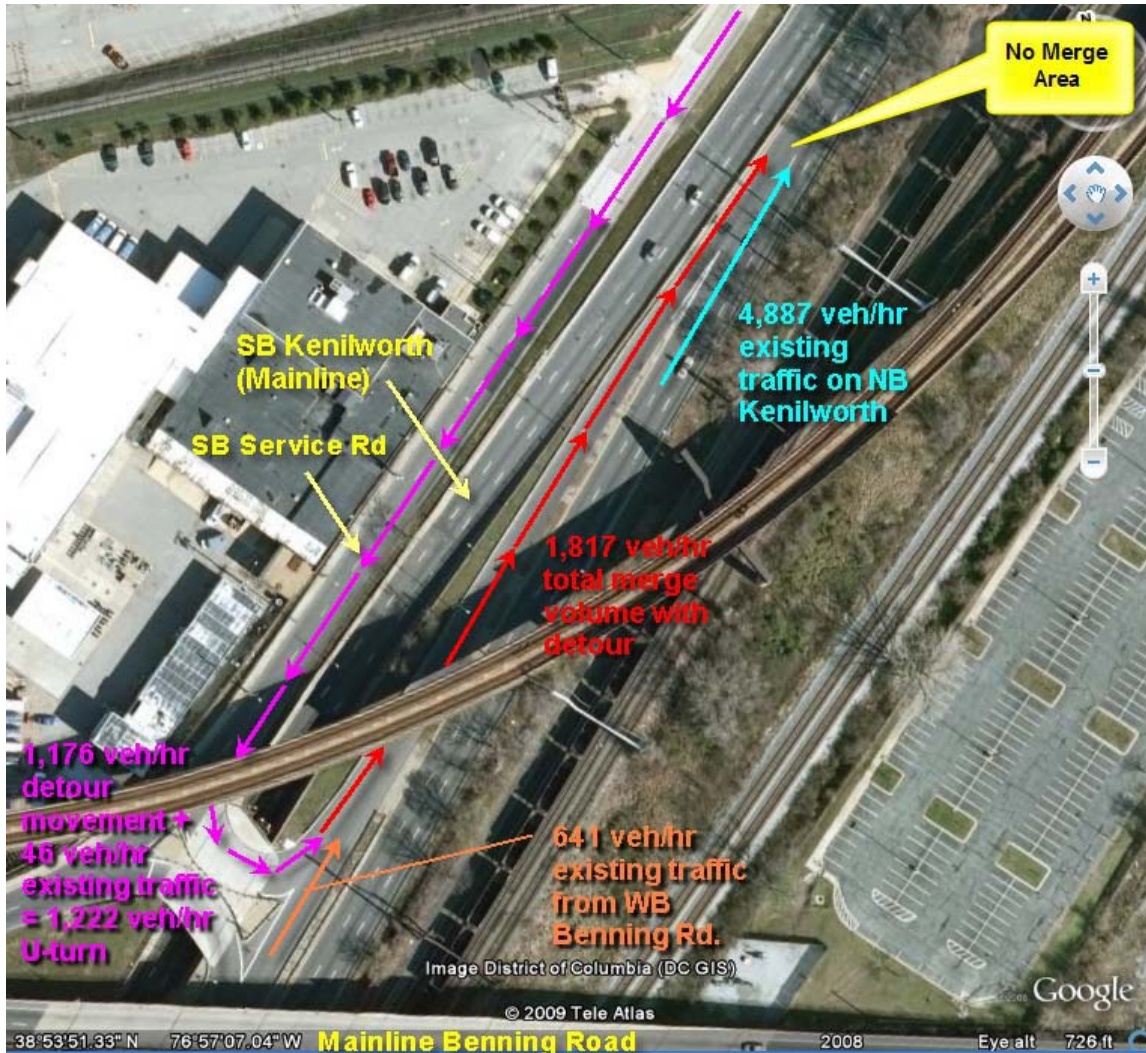 No Merge
Area
4,887 veh/hr
existing
traffic on NB
Kenilworth
SB Kenilworth
(Mainline)
SB Service Rd
1,817 veh/hr
total merge
volume with
detour
1,176 veh/hr
detour
movement +
46 veh/hr
existing traffic
= 1,222 veh/hr
U-turn
641 veh/hr
existing traffic
from WB
Benning Rd.
Image District of Columbia (DC GIS)
© 2009 Tele Atlas
Google
38°53'51.33" N 76°57'07.04" W Mainline Benning Road 2008 Eye alt 726 ft